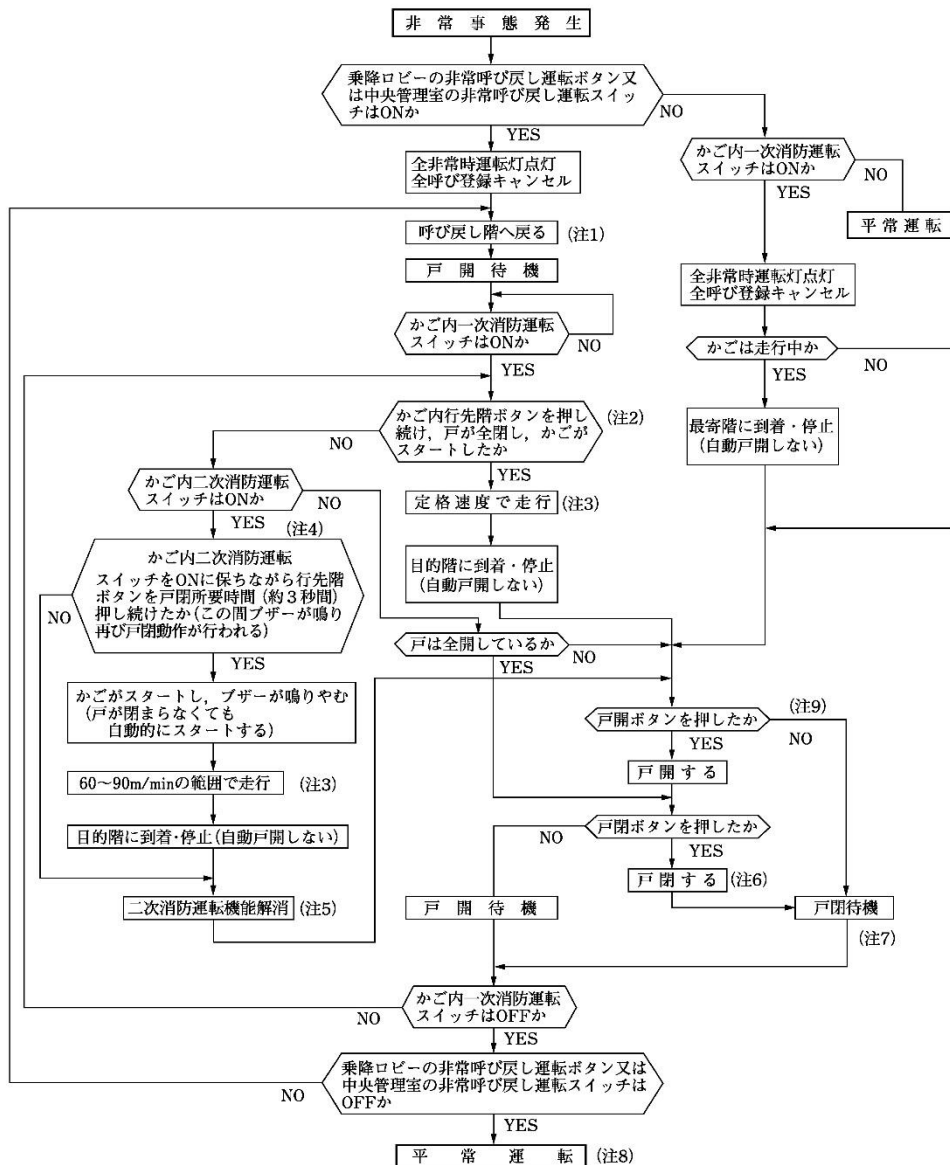 非常事態発生
乗降ロビーの非常呼び戻し運転ボタン又
は中央管理室の非常呼び戻し運転スイッ
チはONか
NO
YES
全非常時運転灯点灯
全呼び登録キャンセル
かご内一次消防運転
スイッチはONか
NO
YES
平常運転
呼び戻し階へ戻る
(注1)
戸開待機
全非常時運転灯点灯
全呼び登録キャンセル
かご内一次消防運転
スイッチはONか
NO
YES
かごは走行中か
NO
YES
最寄階に到着・停止
(自動戸開しない)
かご内行先階ボタンを押し
続け，戸が全閉し，かごが
スタートしたか
(注2)
NO
YES
かご内二次消防運転
スイッチはONか
NO
YES
定格速度で走行
(注3)
目的階に到着・停止
(自動戸開しない)
(注4)
かご内二次消防運転
スイッチをONに保ちながら行先階
ボタンを戸閉所要時間(約3秒間)
押し続けたか(この間ブザーが鳴り
再び戸閉動作が行われる)
NO
YES
戸は全開しているか
NO
YES
かごがスタートし，ブザーが鳴りやむ
(戸が閉まらなくても
自動的にスタートする)
戸開ボタンを押したか
(注9)
NO
YES
戸開する
60〜90m/minの範囲で走行
(注3)
目的階に到着・停止(自動戸開しない)
戸閉ボタンを押したか
NO
YES
戸閉する
(注6)
二次消防運転機能解消
(注5)
戸開待機
戸閉待機
(注7)
かご内一次消防運転
スイッチはOFFか
NO
YES
乗降ロビーの非常呼び戻し運転ボタン又は
中央管理室の非常呼び戻し運転スイッチは
OFFか
NO
YES
平常運転
(注8)